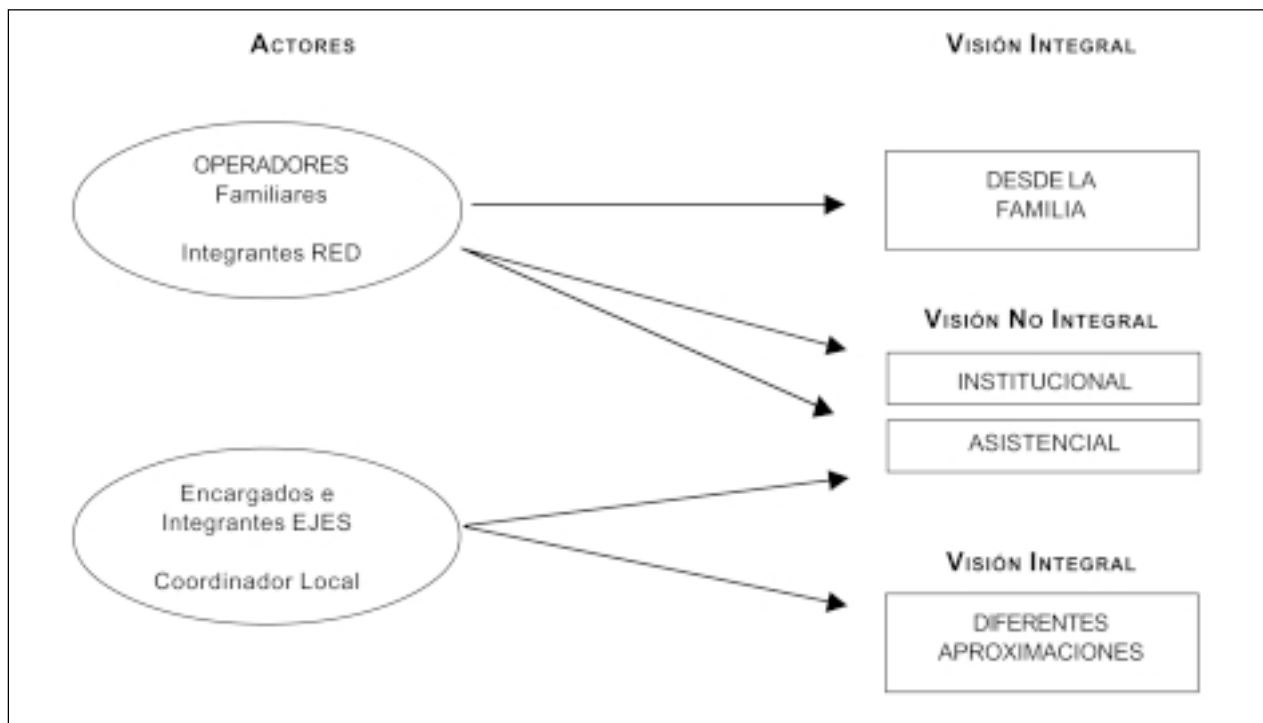 ACTORES
VISIÓN INTEGRAL
OPERADORES
Familiares
Integrantes RED
DESDE LA
FAMILIA
VISIÓN NO INTEGRAL
INSTITUCIONAL
ASISTENCIAL
Encargados e
Integrantes EJES
Coordinador Local
VISIÓN INTEGRAL
DIFERENTES
APROXIMACIONES